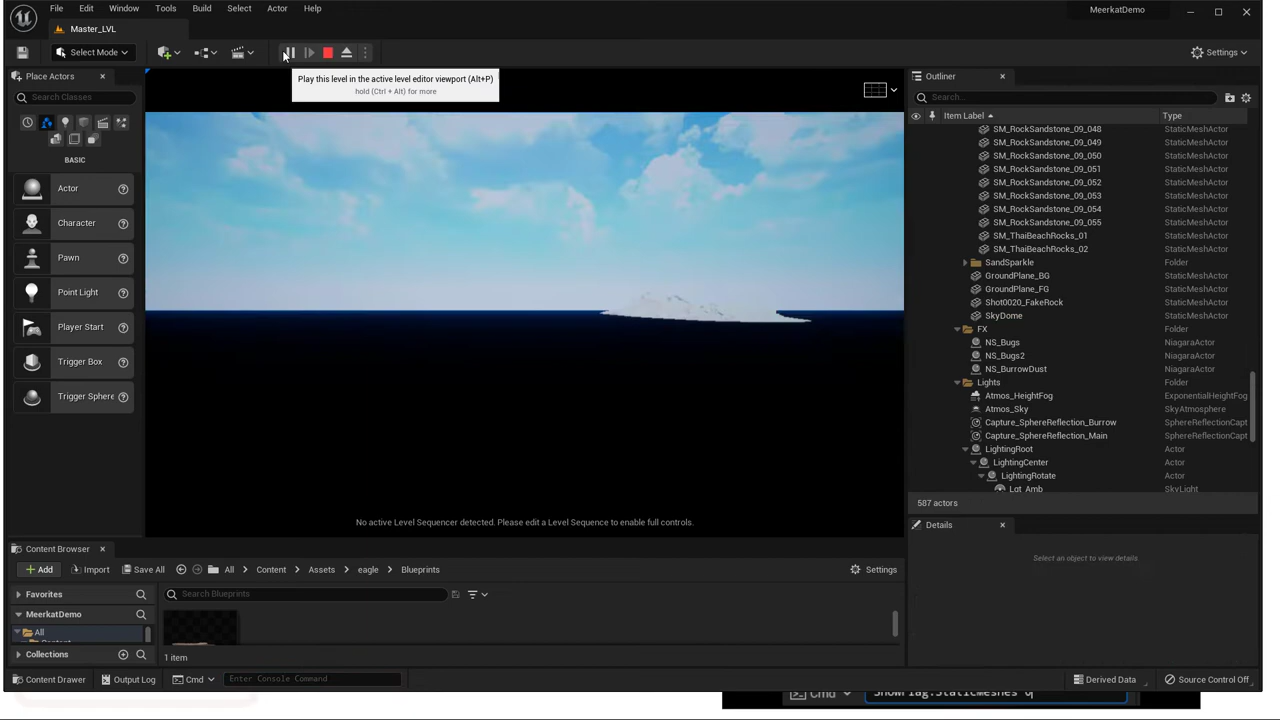 File Edit Window Tools Build Select Actor Help
MeerkatDemo
Master_LVL
Select Mode
Settings
Place Actors
Play this level in the active level editor viewport (Alt+P)
hold (Ctrl + Alt) for more
Search Classes
BASIC
Actor
Character
Pawn
Point Light
Player Start
Trigger Box
Trigger Sphere
No active Level Sequencer detected. Please edit a Level Sequence to enable full controls.
Outliner
Search...
Item Label Type
SM_RockSandstone_09_048 StaticMeshActor
SM_RockSandstone_09_049 StaticMeshActor
SM_RockSandstone_09_050 StaticMeshActor
SM_RockSandstone_09_051 StaticMeshActor
SM_RockSandstone_09_052 StaticMeshActor
SM_RockSandstone_09_053 StaticMeshActor
SM_RockSandstone_09_054 StaticMeshActor
SM_RockSandstone_09_055 StaticMeshActor
SM_ThaiBeachRocks_01 StaticMeshActor
SM_ThaiBeachRocks_02 StaticMeshActor
SandSparkle Folder
GroundPlane_BG StaticMeshActor
GroundPlane_FG StaticMeshActor
Shot0020_FakeRock StaticMeshActor
SkyDome StaticMeshActor
FX Folder
NS_Bugs NiagaraActor
NS_Bugs2 NiagaraActor
NS_BurrowDust NiagaraActor
Lights Folder
Atmos_HeightFog ExponentialHeightFog
Atmos_Sky SkyAtmosphere
Capture_SphereReflection_Burrow SphereReflectionCapt
Capture_SphereReflection_Main SphereReflectionCapt
LightingRoot Actor
LightingCenter Actor
LightingRotate Actor
Lgt_Amb SkyLight
587 actors
Details
Select an object to view details
Content Browser
Add Import Save All All Content Assets eagle Blueprints Settings
Favorites
Search Blueprints
MeerkatDemo
All
Content
Collections
1 item
Content Drawer Output Log Cmd Enter Console Command Derived Data Source Control Off
Cmd ShowFlag.StaticMeshes